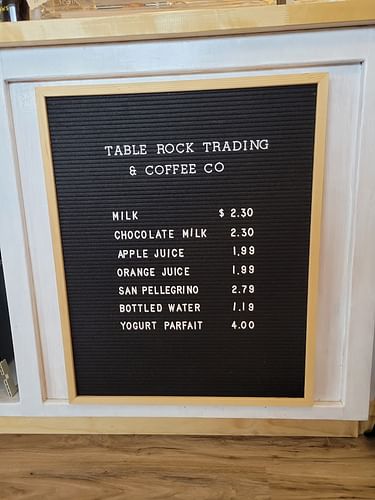 TABLE ROCK TRADING
& COFFEE CO
MILK $ 2.30
CHOCOLATE MILK 2.30
APPLE JUICE 1.99
ORANGE JUICE 1.99
SAN PELLEGRINO 2.79
BOTTLED WATER 1.19
YOGURT PARFAIT 4.00